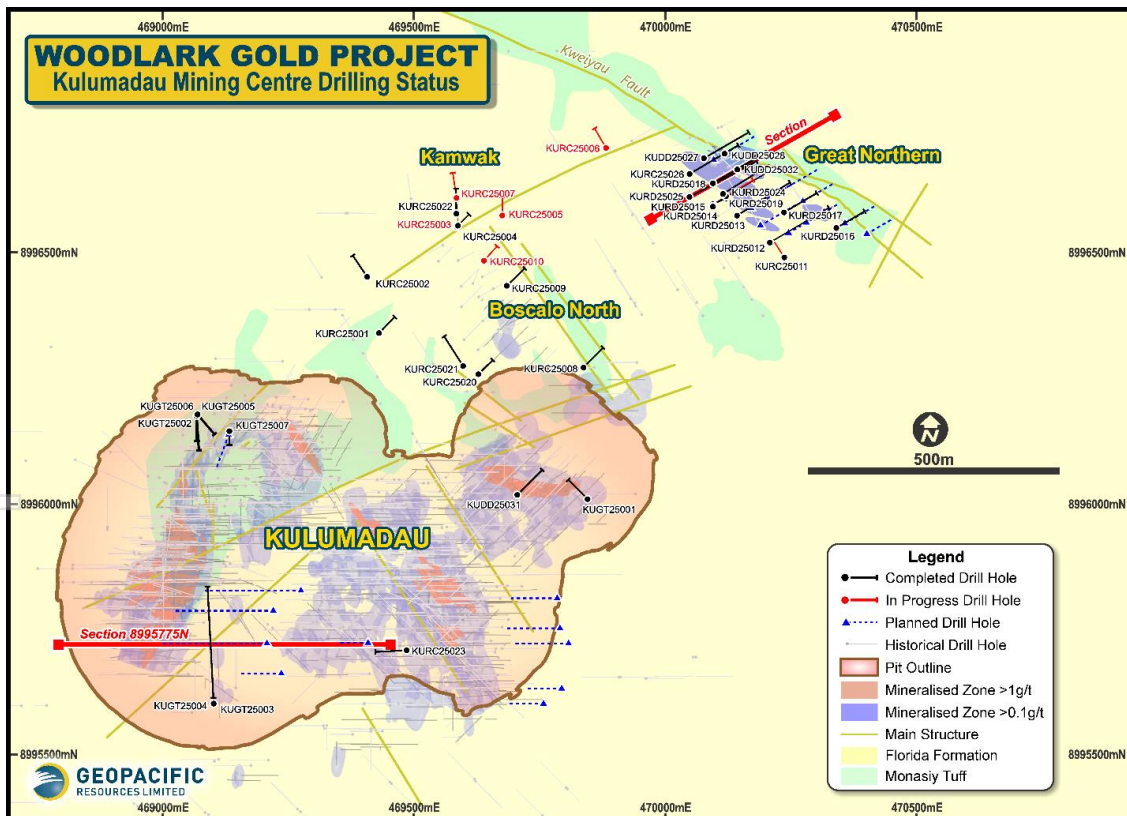 469000mE
469500mE
470000mE
470500mE
WOODLARK GOLD PROJECT
Kulumadau Mining Centre Drilling Status
Kweiyau Fault
Section
Kamwak
Great Northern
KURC25006
KUDD25027
KUDD25028
KURC25026
KUDD25032
KURD25018
KURD25025
KURD25024
KURD25015
KURD25019
KURD25014
KURD25017
KURD25013
KURD25016
KURD25012
KURC25011
KURC25007
KURC25022
KURC25003
KURC25005
KURC25004
8996500mN
8996500mN
KURC25010
KURC25002
KURC25009
Boscalo North
KURC25001
KURC25021
KURC25020
KURC25008
KUGT25006
KUGT25005
KUGT25002
KUGT25007
N
500m
KUDD25031
KUGT25001
8996000mN
8996000mN
KULUMADAU
Section 8995775N
KURC25023
KUGT25004
KUGT25003
8995500mN
8995500mN
Legend
Completed Drill Hole
In Progress Drill Hole
Planned Drill Hole
Historical Drill Hole
Pit Outline
Mineralised Zone >1g/t
Mineralised Zone >0.1g/t
Main Structure
Florida Formation
Monasiy Tuff
GEOPACIFIC
RESOURCES LIMITED
469000mE
469500mE
470000mE
470500mE